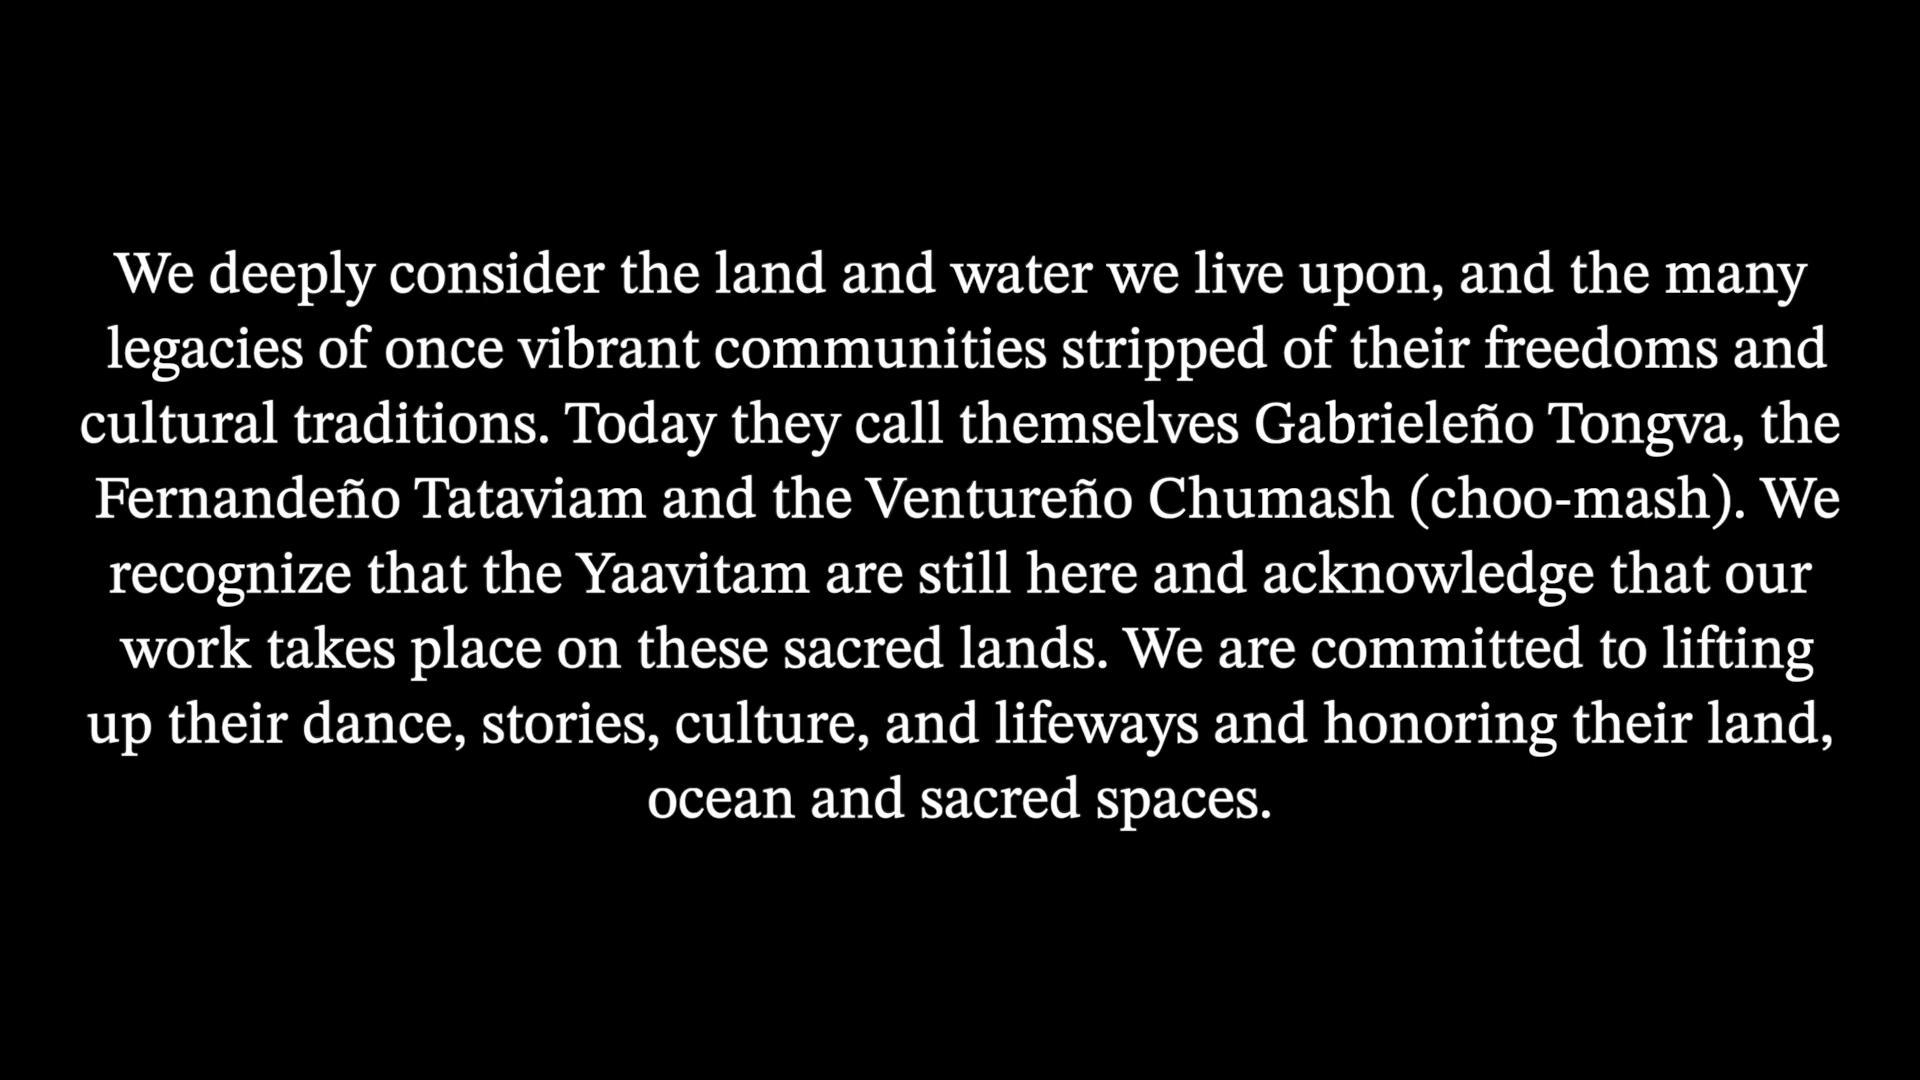 We deeply consider the land and water we live upon, and the many
legacies of once vibrant communities stripped of their freedoms and
cultural traditions. Today they call themselves Gabrieleño Tongva, the
Fernandeño Tataviam and the Ventureño Chumash (choo-mash). We
recognize that the Yaavitam are still here and acknowledge that our
work takes place on these sacred lands. We are committed to lifting
up their dance, stories, culture, and lifeways and honoring their land,
ocean and sacred spaces.